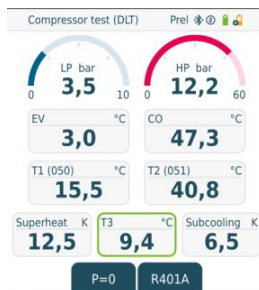 Compressor test (DLT) Prel
LP bar HP bar
3,5 12,2
0 10 0 60
EV °C CO °C
3,0 47,3
T1 (050) °C T2 (051) °C
15,5 40,8
Superheat K T3 °C Subcooling K
12,5 9,4 6,5
P=0 R401A